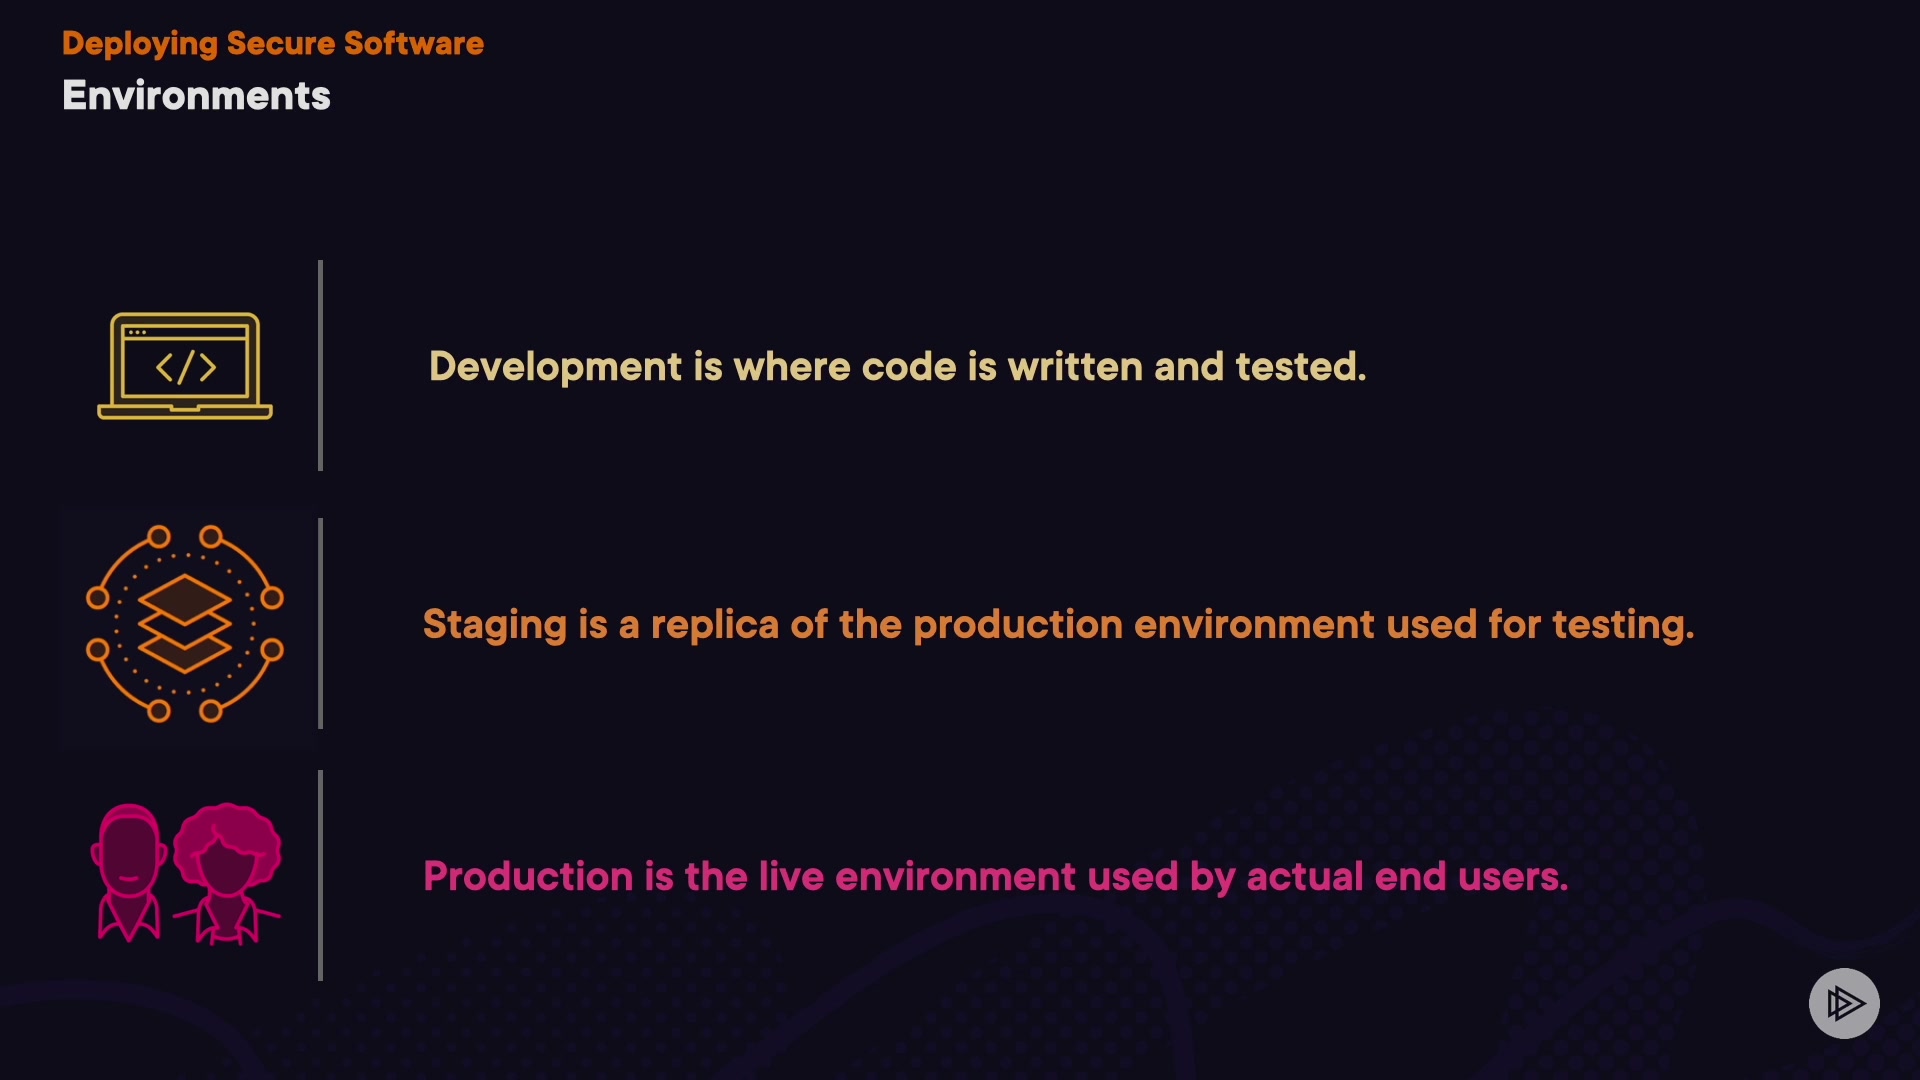 Deploying Secure Software
Environments
Development is where code is written and tested.
Staging is a replica of the production environment used for testing.
Production is the live environment used by actual end users.